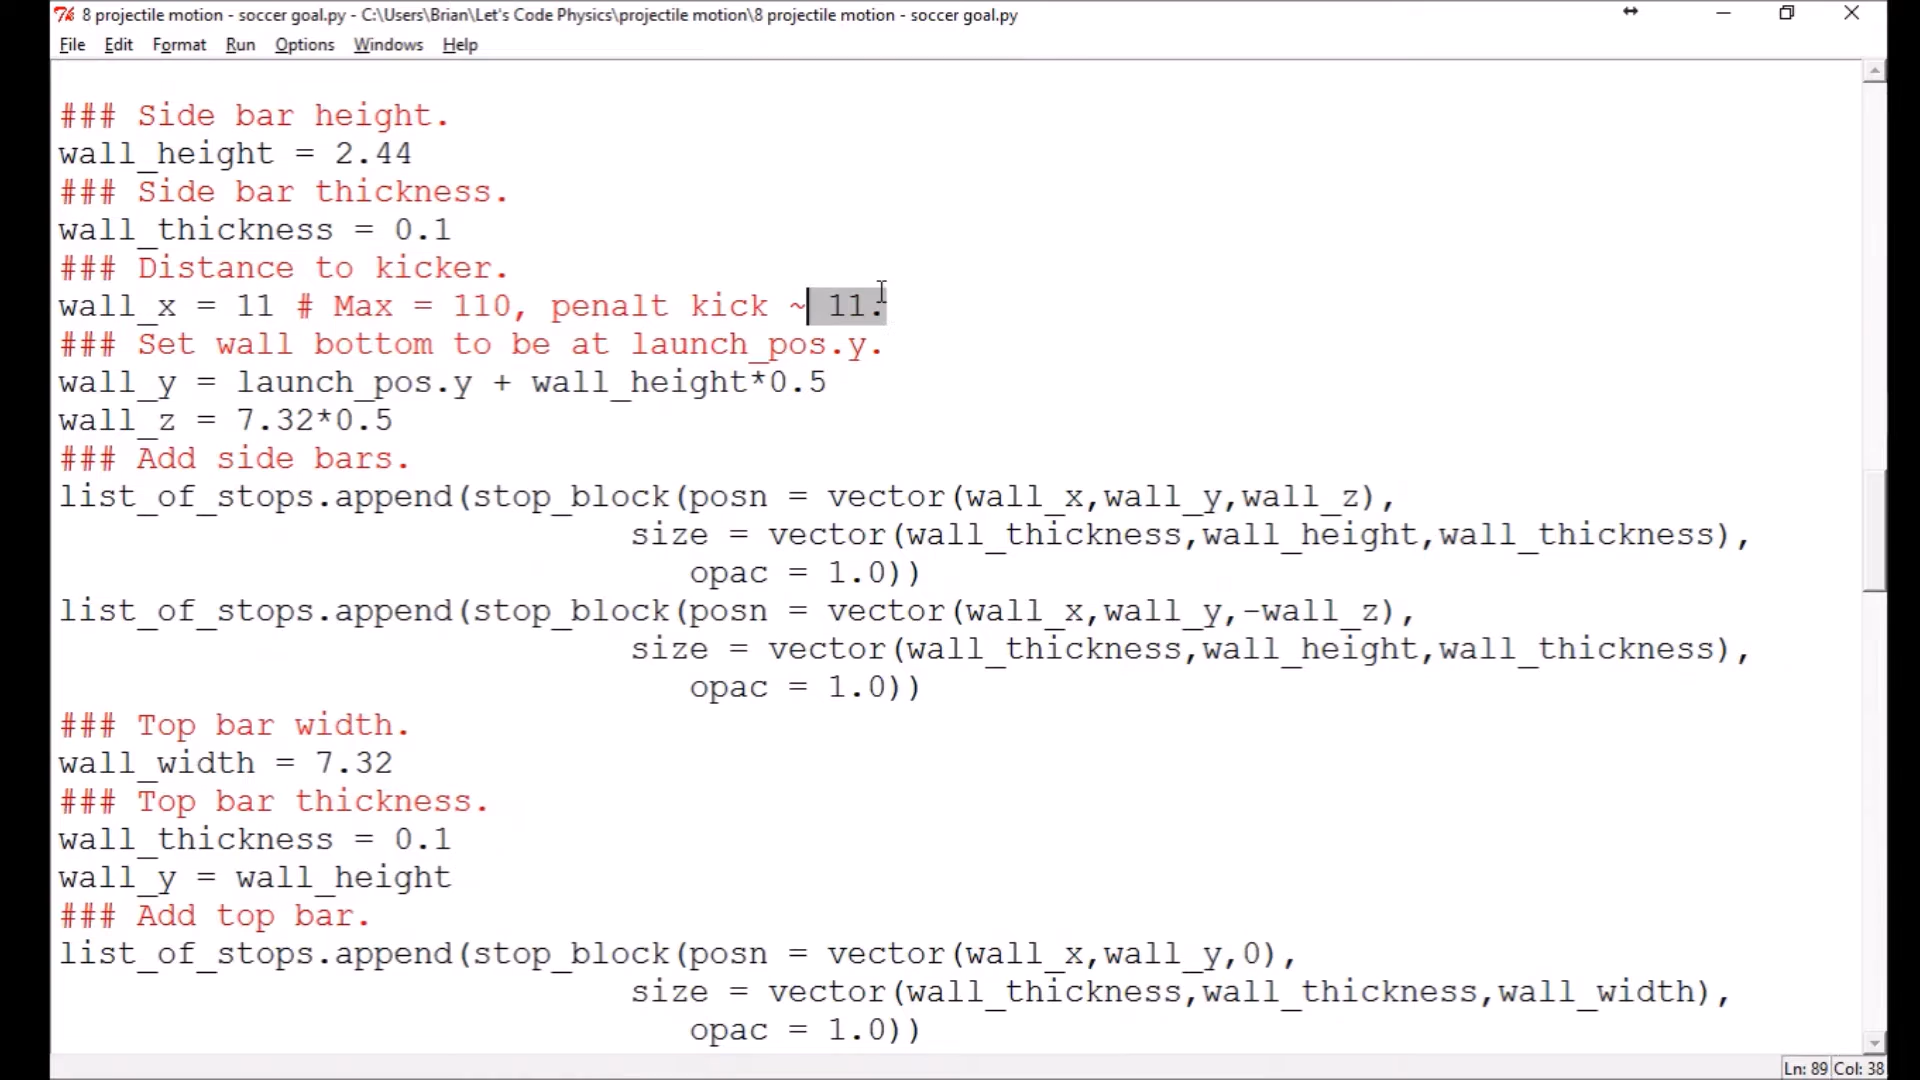 8 projectile motion - soccer goal.py - C:\Users\Brian\Let's Code Physics\projectile motion\8 projectile motion - soccer goal.py
File Edit Format Run Options Windows Help
### Side bar height.
wall_height = 2.44
### Side bar thickness.
wall_thickness = 0.1
### Distance to kicker.
wall_x = 11 # Max = 110, penalt kick ~ 11.
### Set wall bottom to be at launch_pos.y.
wall_y = launch_pos.y + wall_height*0.5
wall_z = 7.32*0.5
### Add side bars.
list_of_stops.append(stop_block(posn = vector(wall_x,wall_y,wall_z),
size = vector(wall_thickness,wall_height,wall_thickness),
opac = 1.0))
list_of_stops.append(stop_block(posn = vector(wall_x,wall_y,-wall_z),
size = vector(wall_thickness,wall_height,wall_thickness),
opac = 1.0))
### Top bar width.
wall_width = 7.32
### Top bar thickness.
wall_thickness = 0.1
wall_y = wall_height
### Add top bar.
list_of_stops.append(stop_block(posn = vector(wall_x,wall_y,0),
size = vector(wall_thickness,wall_thickness,wall_width),
opac = 1.0))
Ln: 89 Col: 38